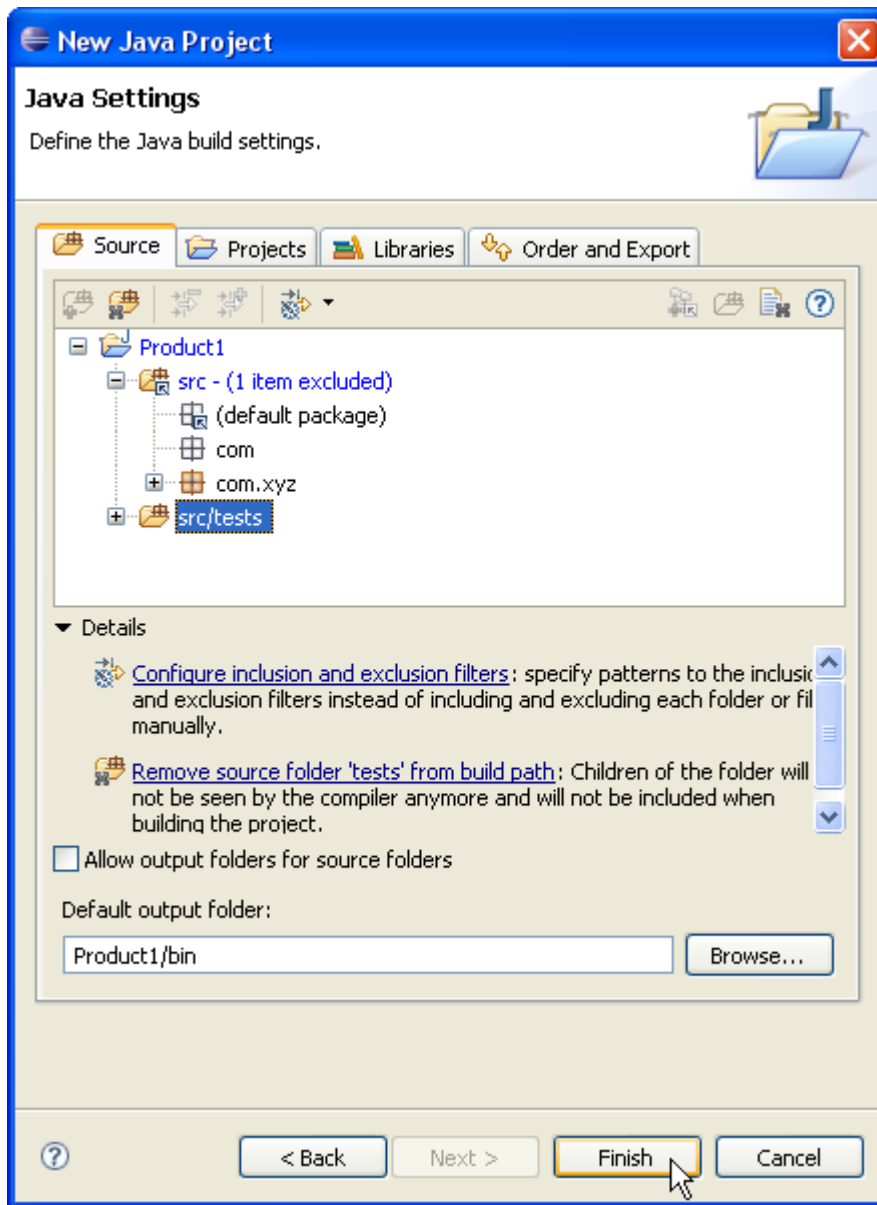 New Java Project
Java Settings
Define the Java build settings.
Source Projects Libraries Order and Export
Product1
src - (1 item excluded)
(default package)
com
com.xyz
src/tests
Details
Configure inclusion and exclusion filters: specify patterns to the inclusic
and exclusion filters instead of including and excluding each folder or fil
manually.
Remove source folder 'tests' from build path: Children of the folder will
not be seen by the compiler anymore and will not be included when
building the project.
Allow output folders for source folders
Default output folder:
Product1/bin Browse...
< Back Next > Finish Cancel